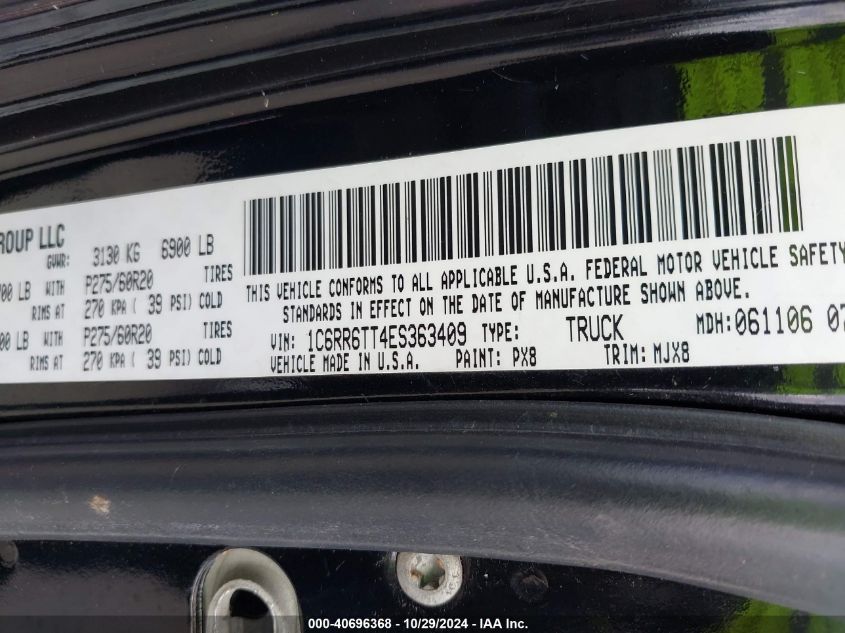 ROUP LLC
GVWR: 3130 KG 6900 LB
00 LB WITH P275/60R20 TIRES
RIMS AT 270 KPA ( 39 PSI) COLD
00 LB WITH P275/60R20 TIRES
RIMS AT 270 KPA ( 39 PSI) COLD
THIS VEHICLE CONFORMS TO ALL APPLICABLE U.S.A. FEDERAL MOTOR VEHICLE SAFETY
STANDARDS IN EFFECT ON THE DATE OF MANUFACTURE SHOWN ABOVE.
VIN: 1C6RR6TT4ES363409 TYPE: TRUCK MDH: 061106 07
VEHICLE MADE IN U.S.A. PAINT: PX8 TRIM: MJX8
000-40696368 - 10/29/2024 - IAA Inc.